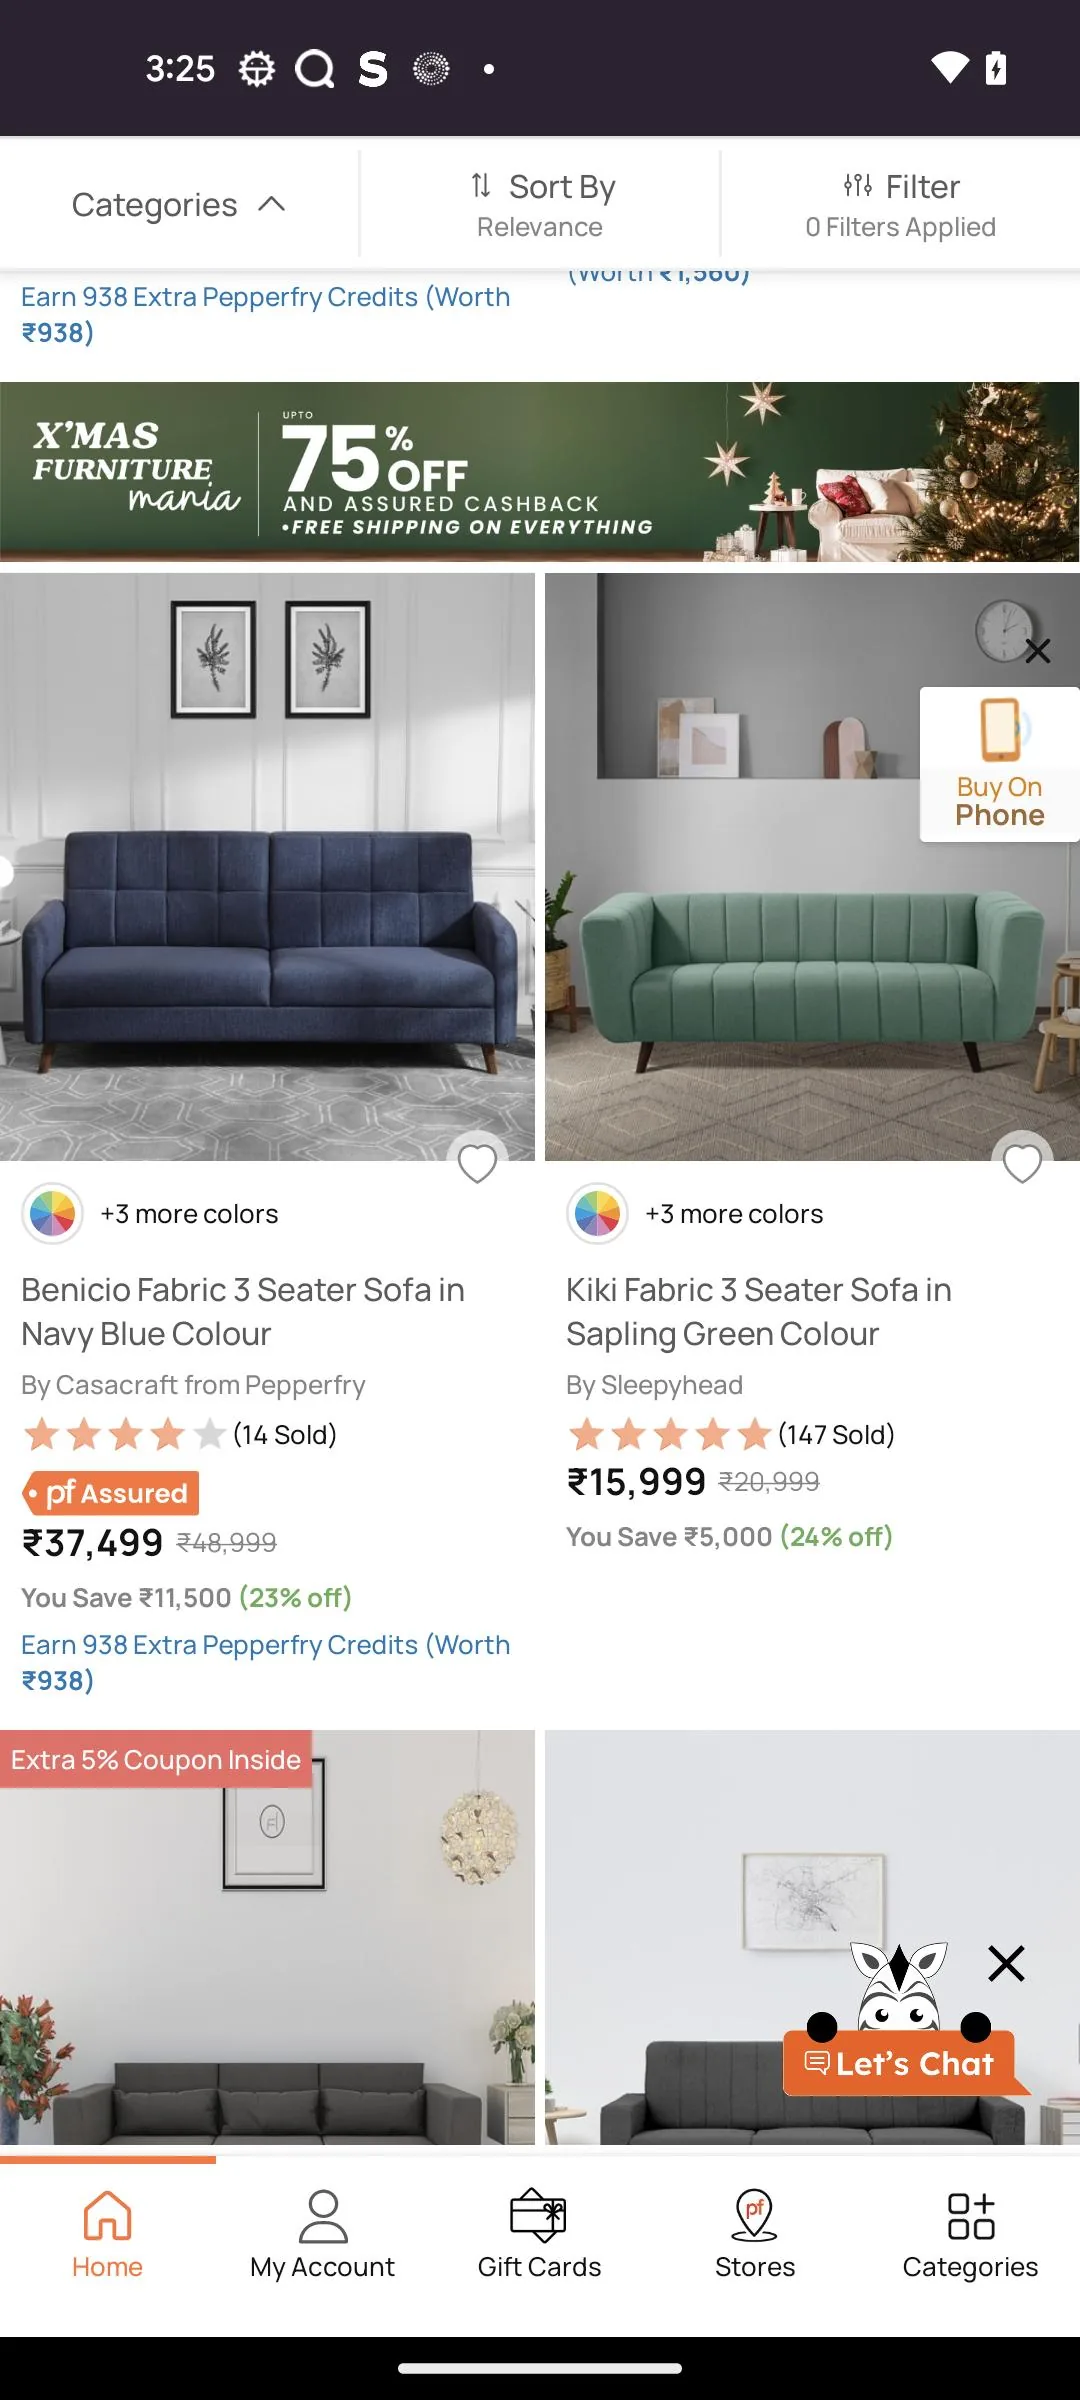 3:25
Categories
Sort By
Relevance
Filter
0 Filters Applied
Earn 938 Extra Pepperfry Credits (Worth
₹938)
(Worth ₹1,560)
X'MAS
FURNITURE
mania
UPTO
75% OFF
AND ASSURED CASHBACK
•FREE SHIPPING ON EVERYTHING
Buy On
Phone
+3 more colors
Benicio Fabric 3 Seater Sofa in
Navy Blue Colour
By Casacraft from Pepperfry
(14 Sold)
pf Assured
₹37,499 ₹48,999
You Save ₹11,500 (23% off)
Earn 938 Extra Pepperfry Credits (Worth
₹938)
+3 more colors
Kiki Fabric 3 Seater Sofa in
Sapling Green Colour
By Sleepyhead
(147 Sold)
₹15,999 ₹20,999
You Save ₹5,000 (24% off)
Extra 5% Coupon Inside
Let's Chat
Home
My Account
Gift Cards
pf
Stores
Categories